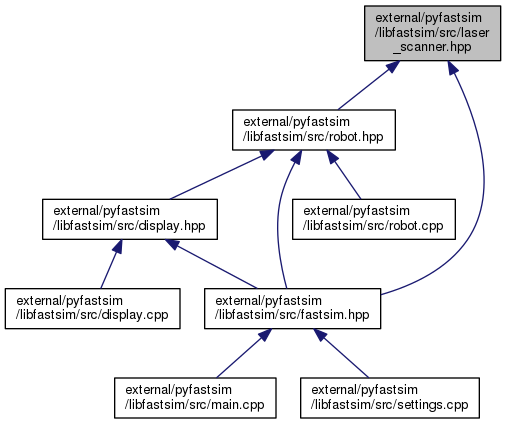 external/pyfastsim
/libfastsim/src/laser
_scanner.hpp
external/pyfastsim
/libfastsim/src/robot.hpp
external/pyfastsim
/libfastsim/src/display.hpp
external/pyfastsim
/libfastsim/src/robot.cpp
external/pyfastsim
/libfastsim/src/display.cpp
external/pyfastsim
/libfastsim/src/fastsim.hpp
external/pyfastsim
/libfastsim/src/main.cpp
external/pyfastsim
/libfastsim/src/settings.cpp